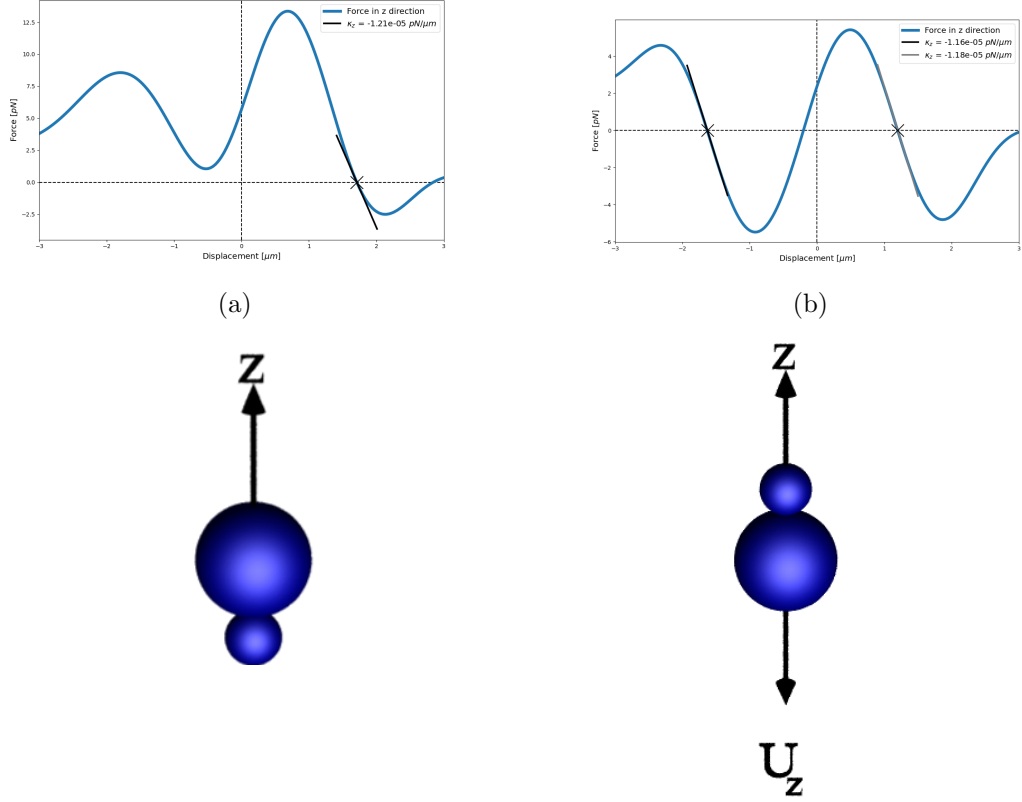 Force in z direction
κz = -1.21e-05 pN/μm
12.5
10.0
7.5
5.0
2.5
0.0
−2.5
Force [pN]
−3 −2 −1 0 1 2 3
Displacement [μm]
(a)
Force in z direction
κz = -1.16e-05 pN/μm
κz = -1.18e-05 pN/μm
4
2
0
−2
−4
−6
Force [pN]
−3 −2 −1 0 1 2 3
Displacement [μm]
(b)
Z
Z
Uz